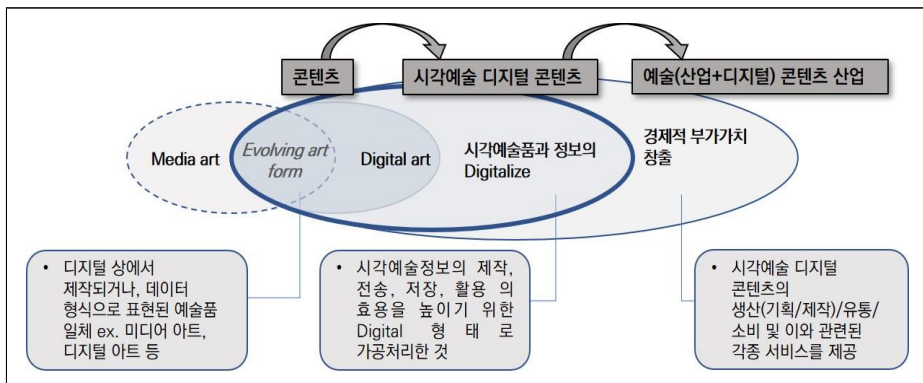 콘텐츠
시각예술 디지털 콘텐츠
예술(산업+디지털) 콘텐츠 산업
Media art
Evolving art
form
Digital art
시각예술품과 정보의
Digitalize
경제적 부가가치
창출
• 디지털 상에서
제작되거나, 데이터
형식으로 표현된 예술품
일체 ex. 미디어 아트,
디지털 아트 등
• 시각예술정보의 제작,
전송, 저장, 활용 의
효용을 높이기 위한
Digital 형 태 로
가공처리한 것
• 시각예술 디지털
콘텐츠의
생산(기획/제작)/유통/
소비 및 이와 관련된
각종 서비스를 제공